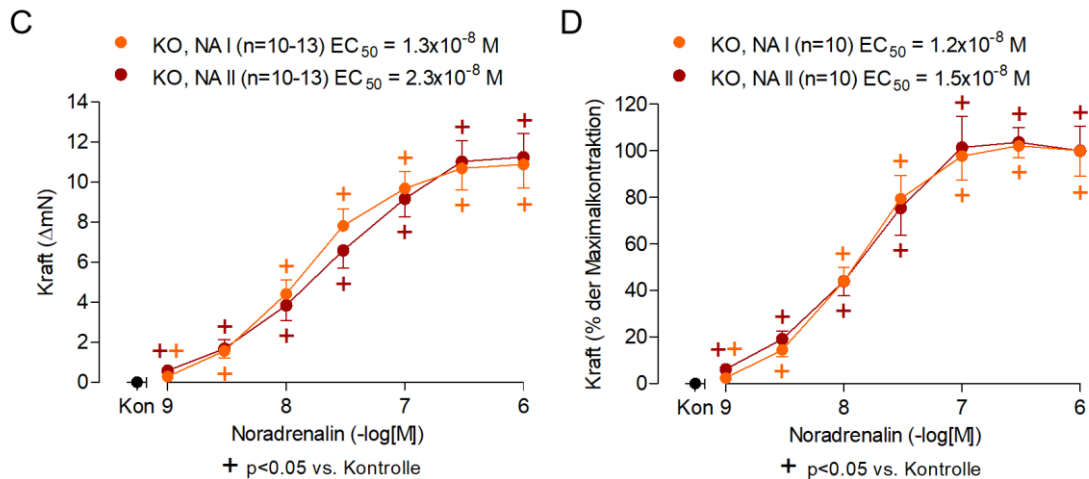 C
KO, NA I (n=10-13) EC50 = 1.3x10-8 M
KO, NA II (n=10-13) EC50 = 2.3x10-8 M
Kraft (ΔmN)
14
12
10
8
6
4
2
0
Kon 9 8 7 6
Noradrenalin (-log[M])
+ p<0.05 vs. Kontrolle
D
KO, NA I (n=10) EC50 = 1.2x10-8 M
KO, NA II (n=10) EC50 = 1.5x10-8 M
Kraft (% der Maximalkontraktion)
120
100
80
60
40
20
0
Kon 9 8 7 6
Noradrenalin (-log[M])
+ p<0.05 vs. Kontrolle